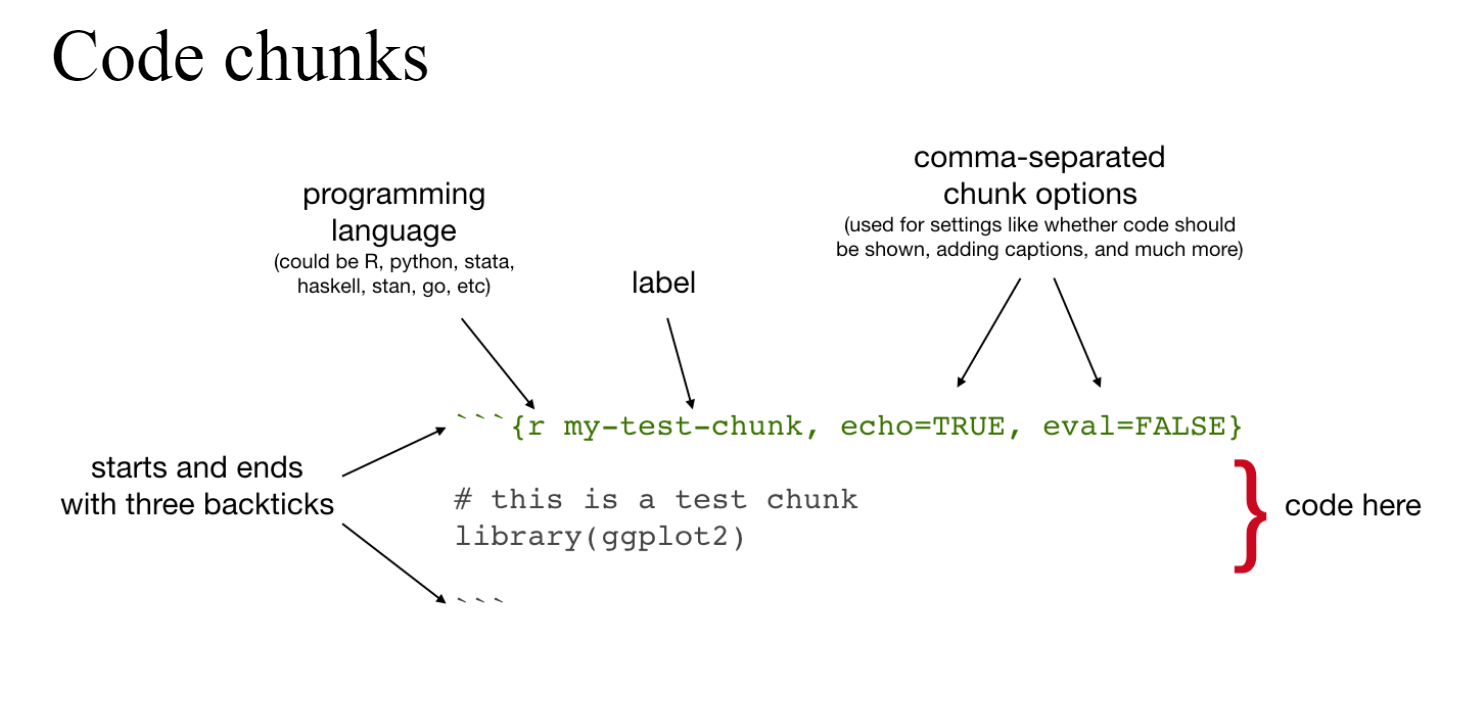 Code chunks
comma-separated
chunk options
(used for settings like whether code should
be shown, adding captions, and much more)
programming
language
(could be R, python, stata,
haskell, stan, go, etc)
label
```{r my-test-chunk, echo=TRUE, eval=FALSE}
starts and ends
with three backticks
# this is a test chunk
library(ggplot2)
} code here
```